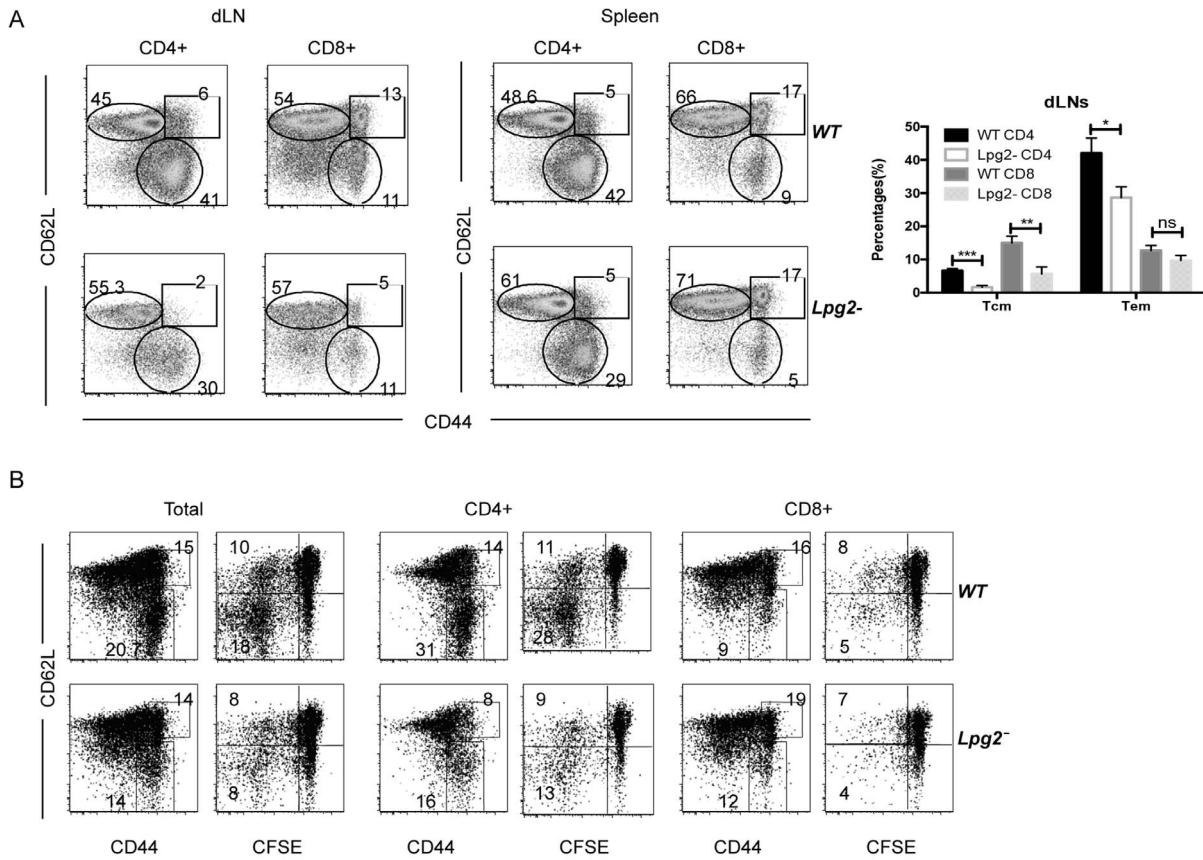 A
dLN
Spleen
CD4+ CD8+ CD4+ CD8+
45 6 54 13 48.6 5 66 17
WT
41 11 42 9
55.3 2 57 5 61 5 71 17
Lpg2-
30 11 29 5
CD62L
CD62L
CD44
dLNs
WT CD4
Lpg2- CD4
WT CD8
Lpg2- CD8
Percentages(%)
50
40
30
20
10
0
*** ** * ns
Tcm Tem
B
Total CD4+ CD8+
15 10 14 11 16 8
WT
20.7 18 31 28 9 5
14 8 8 9 19 7
Lpg2-
14 8 16 13 12 4
CD62L
CD44 CFSE CD44 CFSE CD44 CFSE